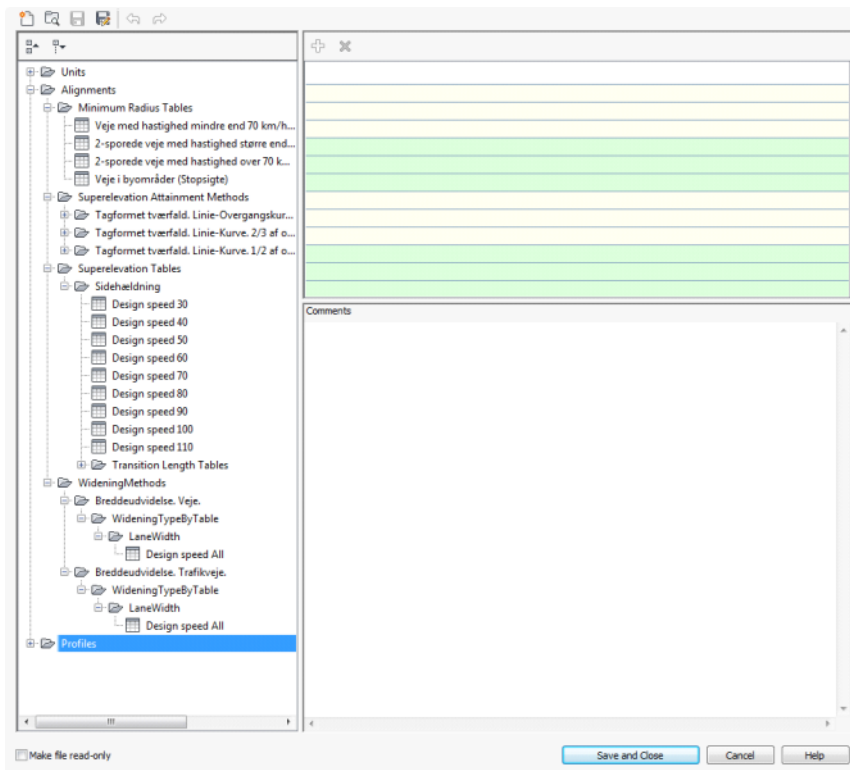 Units
Alignments
Minimum Radius Tables
Veje med hastighed mindre end 70 km/h...
2-sporede veje med hastighed større end...
2-sporede veje med hastighed over 70 k...
Veje i byområder (Stopsigte)
Superelevation Attainment Methods
Tagformet tværfald. Linie-Overgangskur...
Tagformet tværfald. Linie-Kurve. 2/3 af o...
Tagformet tværfald. Linie-Kurve. 1/2 af o...
Superelevation Tables
Sidehældning
Design speed 30
Design speed 40
Design speed 50
Design speed 60
Design speed 70
Design speed 80
Design speed 90
Design speed 100
Design speed 110
Transition Length Tables
WideningMethods
Breddeudvidelse. Veje.
WideningTypeByTable
LaneWidth
Design speed All
Breddeudvidelse. Trafikveje.
WideningTypeByTable
LaneWidth
Design speed All
Profiles
Comments
Make file read-only
Save and Close
Cancel
Help